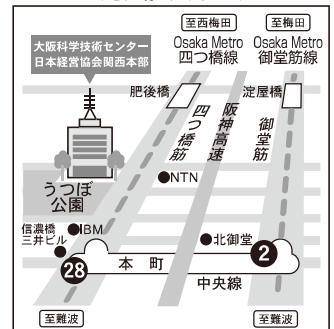 至西梅田
至梅田
大阪科学技術センター
日本経営協会関西本部
Osaka Metro
四つ橋線
Osaka Metro
御堂筋線
肥後橋
淀屋橋
四つ橋筋
阪神高速
御堂筋
うつぼ
公園
NTN
信濃橋
三井ビル
IBM
北御堂
28
本町
2
中央線
至難波
至難波